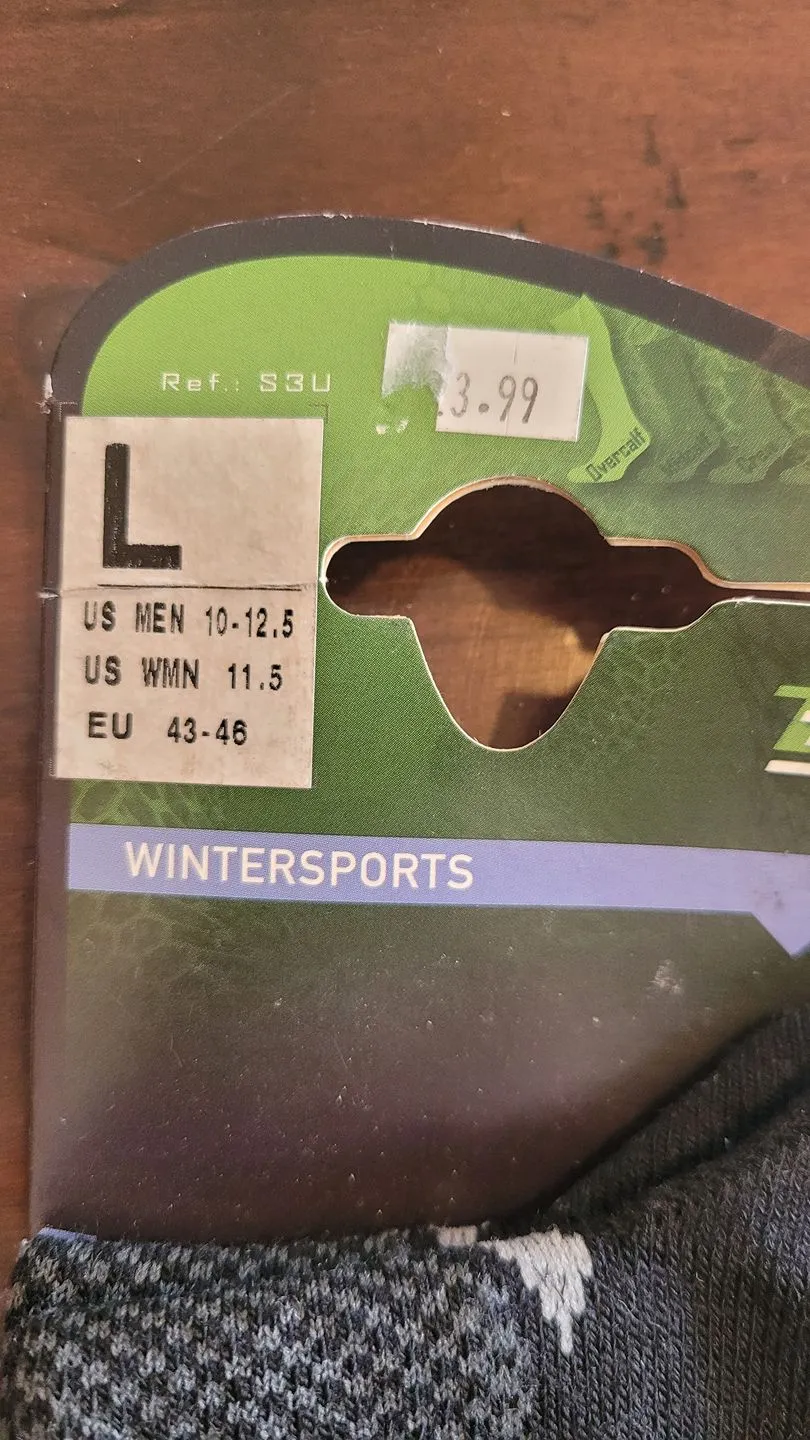 Ref.: S3U
3.99
Overcalf
L
US MEN 10-12.5
US WMN 11.5
EU 43-46
WINTERSPORTS